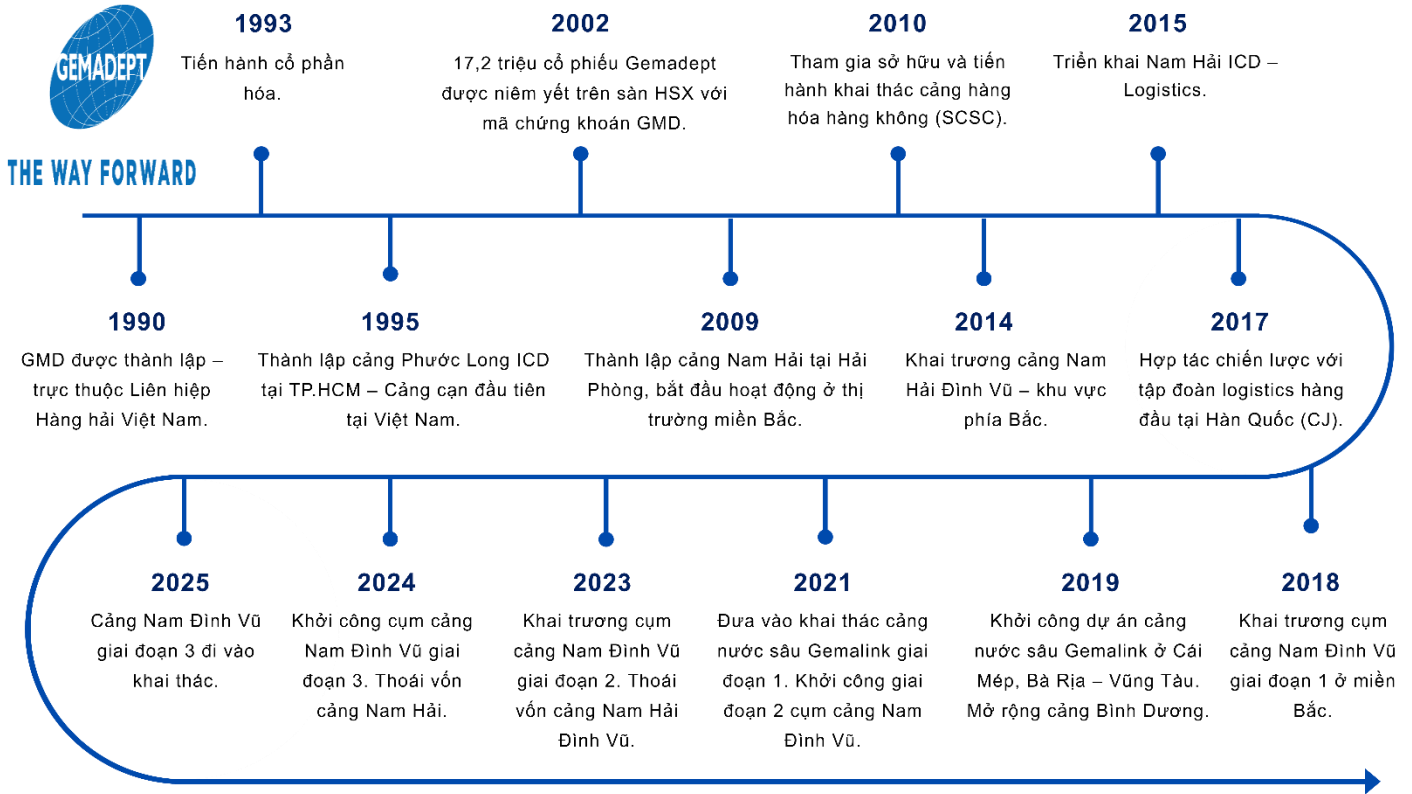 GEMADEPT
THE WAY FORWARD
1993
Tiến hành cổ phần
hóa.
2002
17,2 triệu cổ phiếu Gemadept
được niêm yết trên sàn HSX với
mã chứng khoán GMD.
2010
Tham gia sở hữu và tiến
hành khai thác cảng hàng
hóa hàng không (SCSC).
2015
Triển khai Nam Hải ICD –
Logistics.
1990
GMD được thành lập –
trực thuộc Liên hiệp
Hàng hải Việt Nam.
1995
Thành lập cảng Phước Long ICD
tại TP.HCM – Cảng cạn đầu tiên
tại Việt Nam.
2009
Thành lập cảng Nam Hải tại Hải
Phòng, bắt đầu hoạt động ở thị
trường miền Bắc.
2014
Khai trương cảng Nam
Hải Đình Vũ – khu vực
phía Bắc.
2017
Hợp tác chiến lược với
tập đoàn logistics hàng
đầu tại Hàn Quốc (CJ).
2025
Cảng Nam Đình Vũ
giai đoạn 3 đi vào
khai thác.
2024
Khởi công cụm cảng
Nam Đình Vũ giai
đoạn 3. Thoái vốn
cảng Nam Hải.
2023
Khai trương cụm
cảng Nam Đình Vũ
giai đoạn 2. Thoái
vốn cảng Nam Hải
Đình Vũ.
2021
Đưa vào khai thác cảng
nước sâu Gemalink giai
đoạn 1. Khởi công giai
đoạn 2 cụm cảng Nam
Đình Vũ.
2019
Khởi công dự án cảng
nước sâu Gemalink ở Cái
Mép, Bà Rịa – Vũng Tàu.
Mở rộng cảng Bình Dương.
2018
Khai trương cụm
cảng Nam Đình Vũ
giai đoạn 1 ở miền
Bắc.